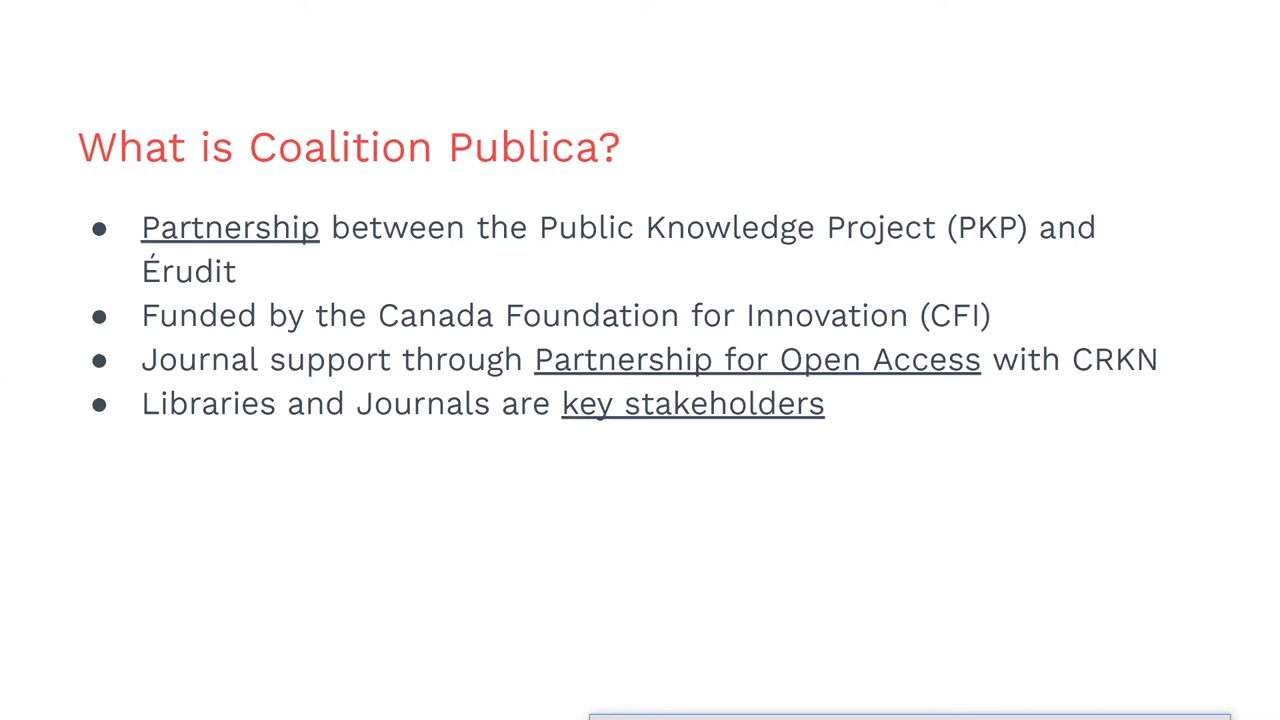 What is Coalition Publica?
● Partnership between the Public Knowledge Project (PKP) and
Érudit
● Funded by the Canada Foundation for Innovation (CFI)
● Journal support through Partnership for Open Access with CRKN
● Libraries and Journals are key stakeholders